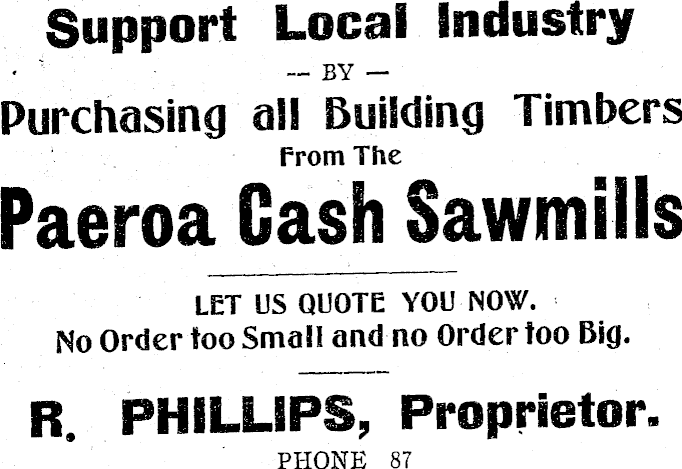 Support Local Industry
-- BY --
Purchasing all Building Timbers
From The
Paeroa Cash Sawmills
LET US QUOTE YOU NOW.
No Order too Small and no Order too Big.
R. PHILLIPS, Proprietor.
PHONE 87